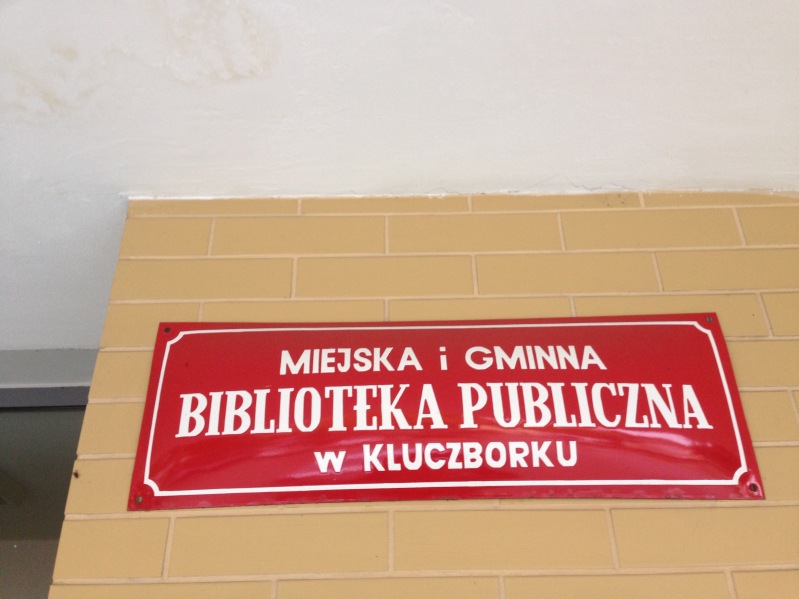 MIEJSKA i GMINNA
BIBLIOTEKA PUBLICZNA
w KLUCZBORKU